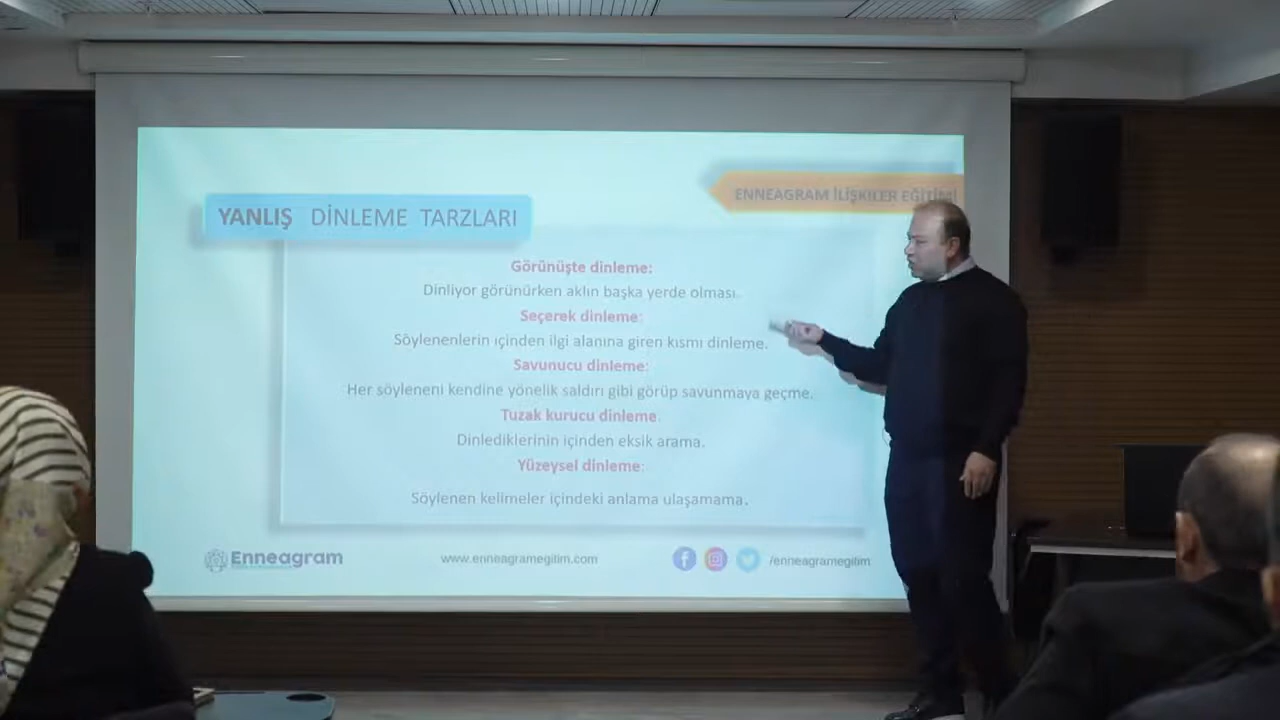 ENNEAGRAM İLİŞKİLER EĞİTİMİ
YANLIŞ DİNLEME TARZLARI
Görünüşte dinleme:
Dinliyor görünürken aklın başka yerde olması.
Seçerek dinleme:
Söylenenlerin içinden ilgi alanına giren kısmı dinleme.
Savunucu dinleme:
Her söyleneni kendine yönelik saldırı gibi görüp savunmaya geçme.
Tuzak kurucu dinleme.
Dinlediklerinin içinden eksik arama.
Yüzeysel dinleme:
Söylenen kelimeler içindeki anlama ulaşamama.
Enneagram
www.enneagramegitim.com
/enneagramegitim